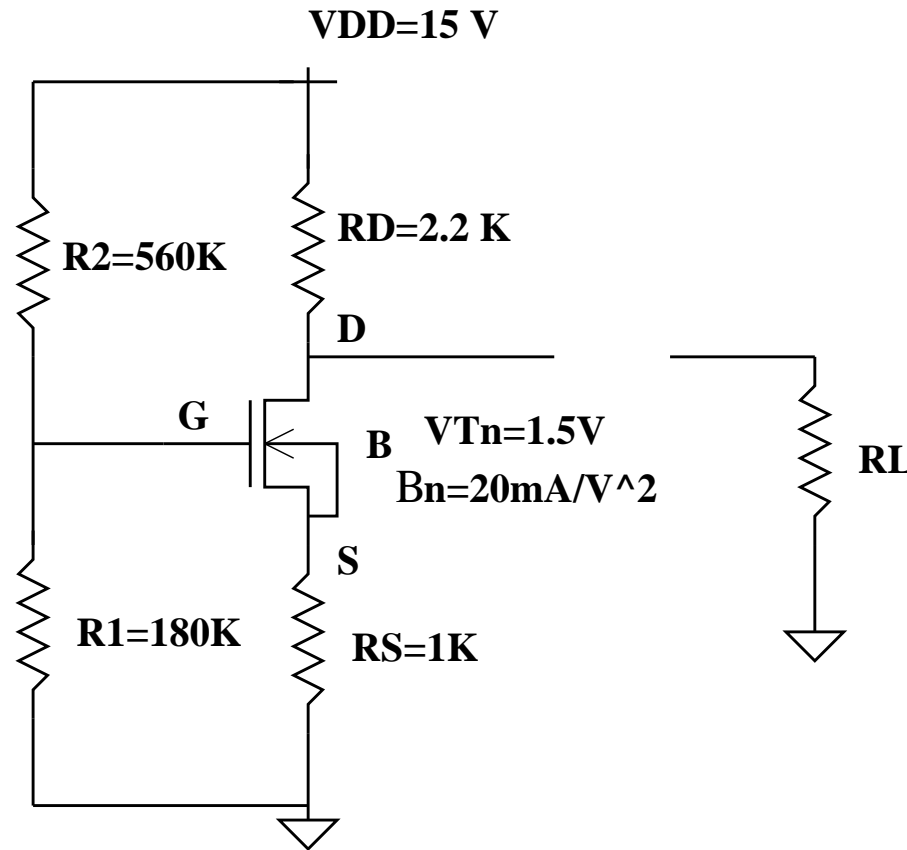 VDD=15 V
RD=2.2 K
R2=560K
D
G
B
VTn=1.5V
RL
Bn=20mA/V^2
S
R1=180K
RS=1K